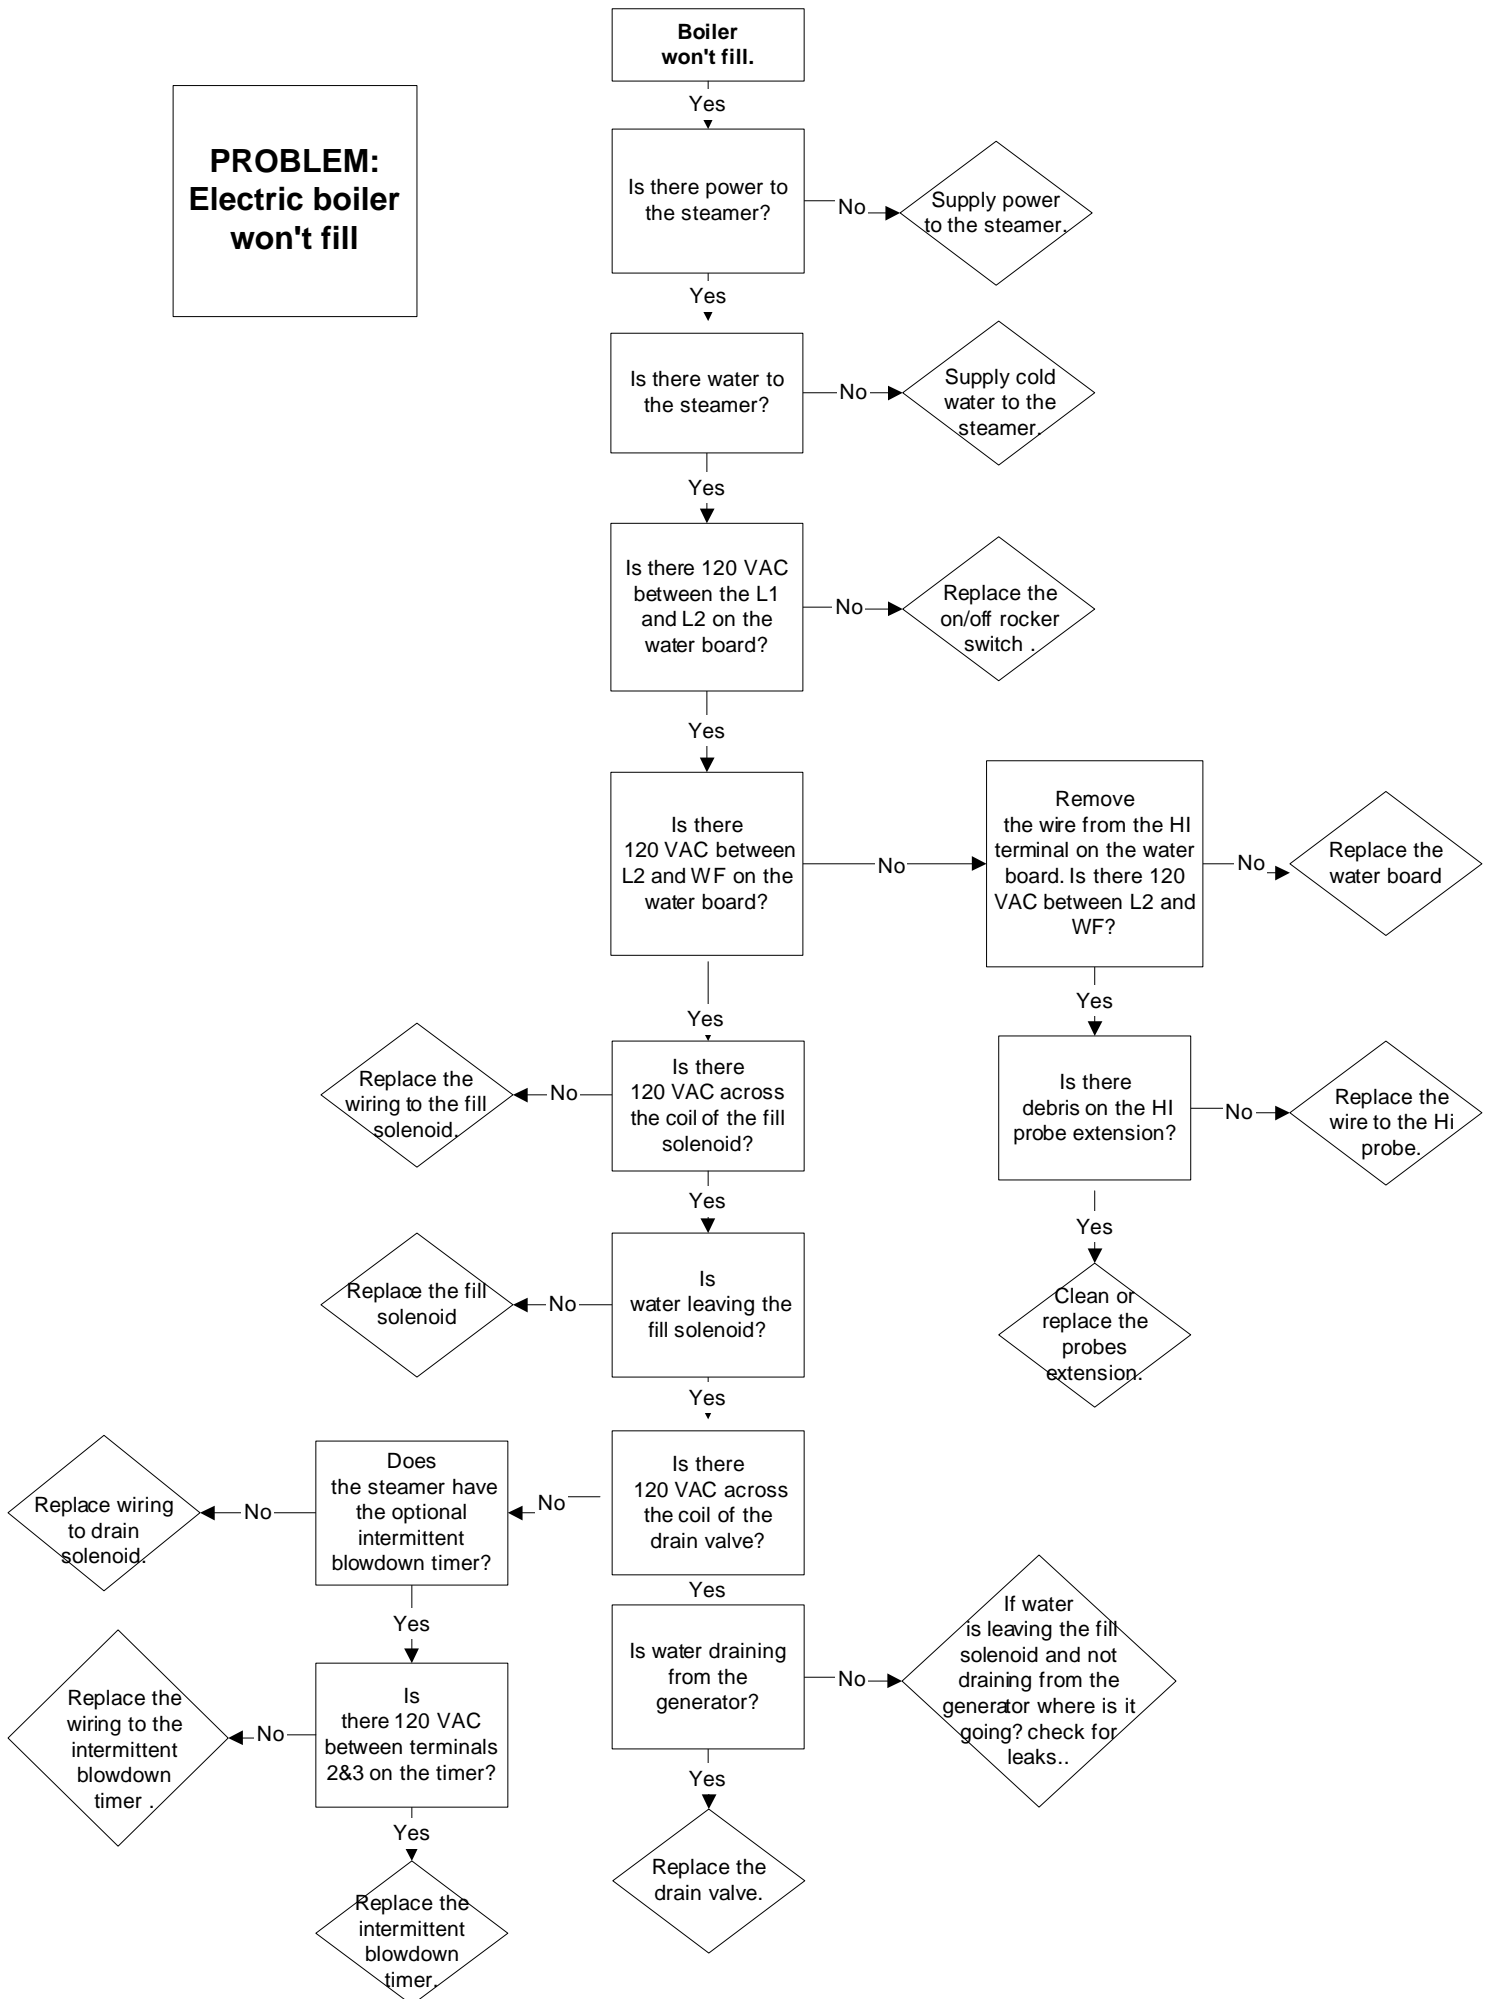 Boiler
won't fill.
PROBLEM:
Electric boiler
won't fill
Yes
Is there power to
the steamer?
No
Supply power
to the steamer.
Yes
Is there water to
the steamer?
No
Supply cold
water to the
steamer.
Yes
Is there 120 VAC
between the L1
and L2 on the
water board?
No
Replace the
on/off rocker
switch .
Yes
Is there
120 VAC between
L2 and WF on the
water board?
No
Remove
the wire from the HI
terminal on the water
board. Is there 120
VAC between L2 and
WF?
No
Replace the
water board
Yes
Yes
Replace the
wiring to the fill
solenoid.
No
Is there
120 VAC across
the coil of the fill
solenoid?
Is there
debris on the HI
probe extension?
No
Replace the
wire to the Hi
probe.
Yes
Yes
Replace the fill
solenoid
No
Is
water leaving the
fill solenoid?
Clean or
replace the
probes
extension.
Yes
Replace wiring
to drain
solenoid.
No
Does
the steamer have
the optional
intermittent
blowdown timer?
No
Is there
120 VAC across
the coil of the
drain valve?
Yes
Yes
Is water draining
from the
generator?
No
If water
is leaving the fill
solenoid and not
draining from the
generator where is it
going? check for
leaks..
Replace the
wiring to the
intermittent
blowdown
timer .
No
Is
there 120 VAC
between terminals
2&3 on the timer?
Yes
Yes
Replace the
drain valve.
Replace the
intermittent
blowdown
timer.